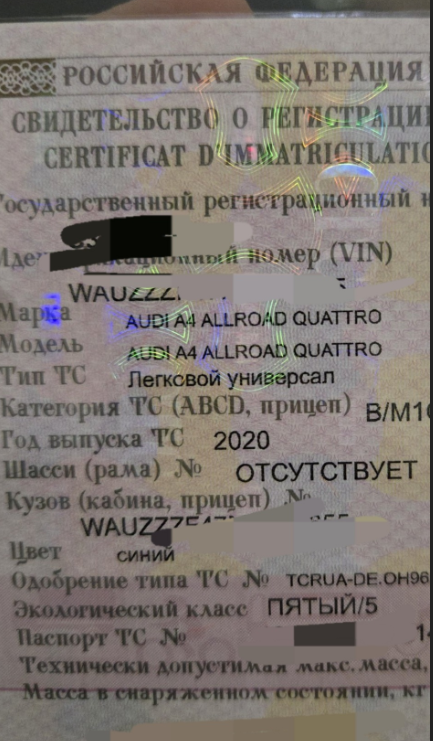 РОССИЙСКАЯ ФЕДЕРАЦИЯ
СВИДЕТЕЛЬСТВО О РЕГИСТРАЦИИ
CERTIFICAT D'IMMATRICULATIO
Государственный регистрационный н
номер (VIN)
WAUZZZ
Марка AUDI A4 ALLROAD QUATTRO
Модель AUDI A4 ALLROAD QUATTRO
Тип ТС Легковой универсал
Категория ТС (ABCD, прицеп) B/M1
Год выпуска ТС 2020
Шасси (рама) № ОТСУТСТВУЕТ
Кузов (кабина, прицеп) №
WAUZZZF4
Цвет синий
Одобрение типа ТС № TCRUA-DE.OH96
Экологический класс ПЯТЫЙ/5
Паспорт ТС №
Технически допустимая макс. масса,
Масса в снаряженном состоянии, кг